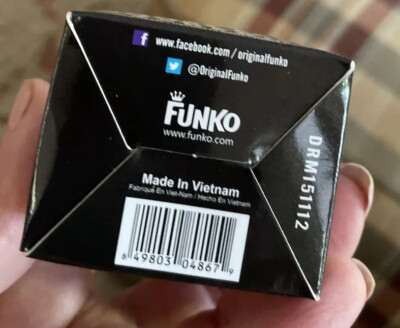 f www.facebook.com/originalfunko
@OriginalFunko
FUNKO
www.funko.com
Made In Vietnam
Fabriqué En Viet-Nam / Hecho En Vietnam
8 49803 04867 9
DRM151112